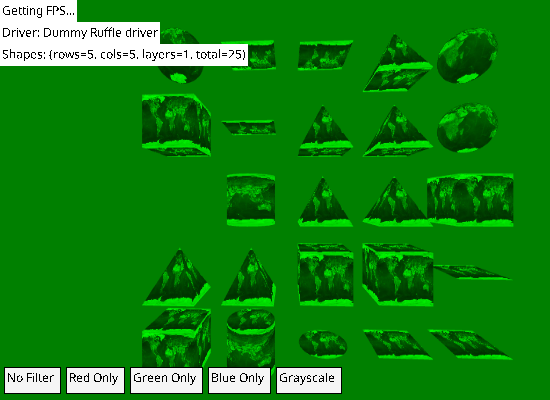 Getting FPS...
Driver: Dummy Ruffle driver
Shapes: (rows=5, cols=5, layers=1, total=25)
No Filter
Red Only
Green Only
Blue Only
Grayscale